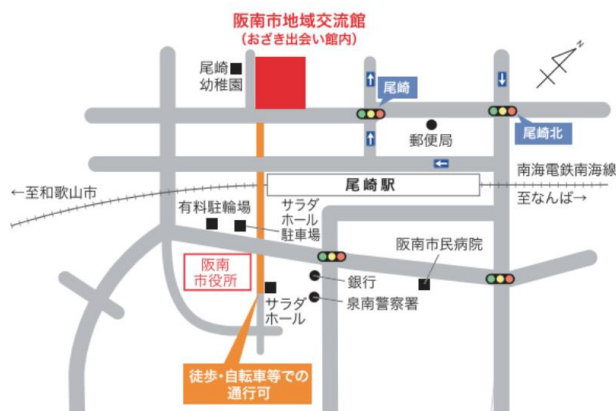 阪南市地域交流館
（おざき出会い館内）
N
尾崎
幼稚園
尾崎
尾崎北
郵便局
南海電鉄南海線
←至和歌山市
尾崎駅
至なんば→
有料駐輪場
サラダ
ホール
駐車場
阪南市民病院
阪南
市役所
銀行
サラダ
ホール
泉南警察署
徒歩・自転車等での
通行可